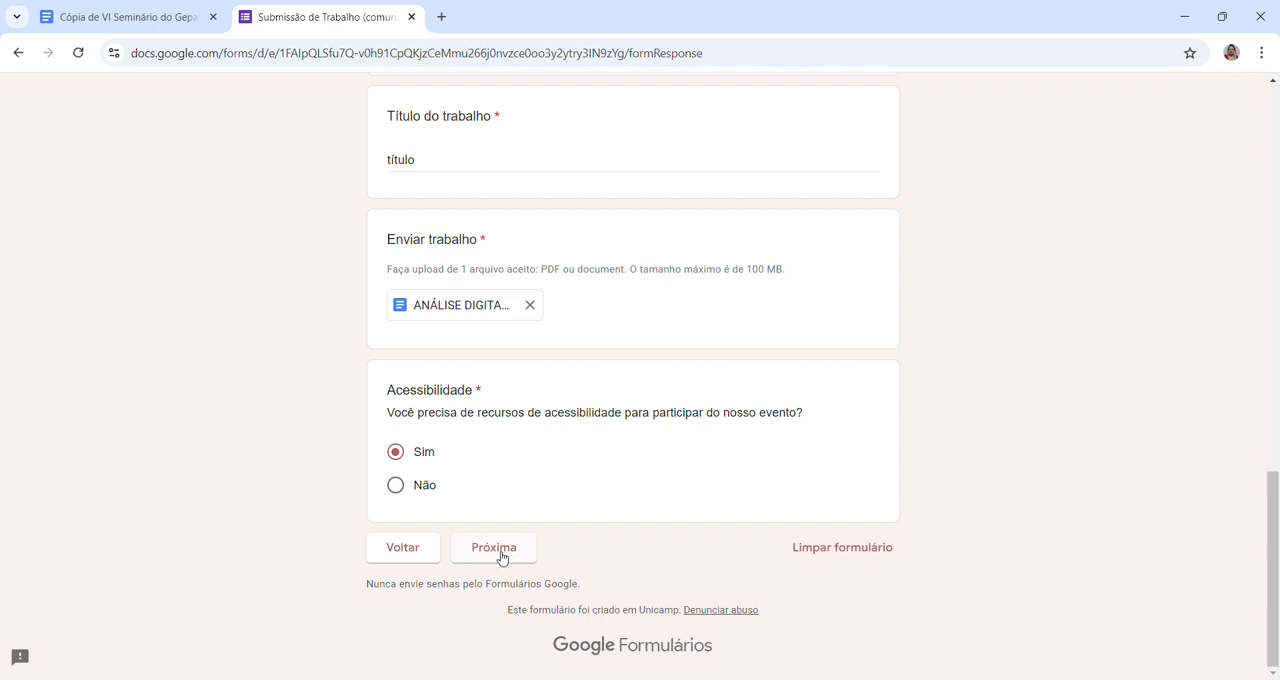 Cópia de VI Seminário do Gepa
Submissão de Trabalho (comun
docs.google.com/forms/d/e/1FAIpQLSfu7Q-v0h91CpQKjzCeMmu266j0nvzce0oo3y2ytry3IN9zYg/formResponse
Título do trabalho *
título
Enviar trabalho *
Faça upload de 1 arquivo aceito: PDF ou document. O tamanho máximo é de 100 MB.
ANÁLISE DIGITA...
Acessibilidade *
Você precisa de recursos de acessibilidade para participar do nosso evento?
Sim
Não
Voltar Próxima Limpar formulário
Nunca envie senhas pelo Formulários Google.
Este formulário foi criado em Unicamp. Denunciar abuso
Google Formulários